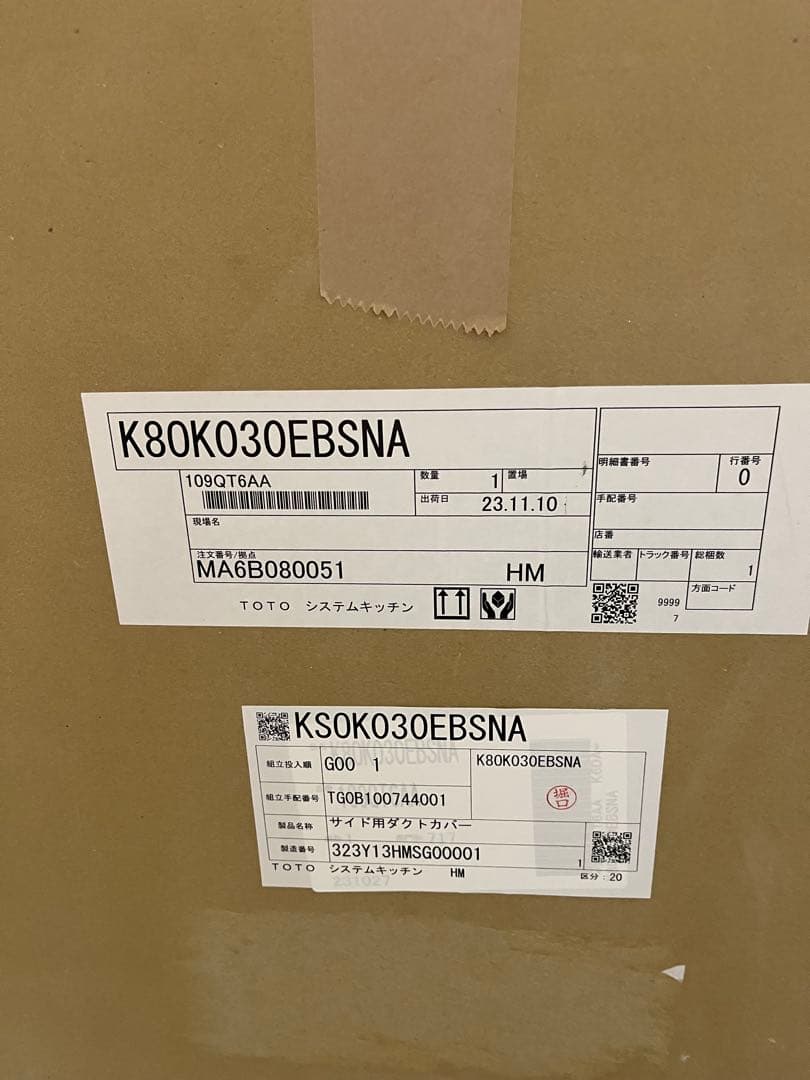 K80K030EBSNA
109QT6AA
数量 1
置場
出荷日 23.11.10
現場名
注文番号/拠点
MA6B080051 HM
TOTO システムキッチン
明細書番号
行番号
0
手配番号
店番
輸送業者 トラック番号 総梱数
1
方面コード
9999
7
KS0K030EBSNA
組立投入順 G00 1
K80K030EBSNA
組立手配番号 TG0B100744001
堀口
製品名称 サイド用ダクトカバー
製造番号 323Y13HMSG00001
1
TOTO システムキッチン HM
区分:20
231027